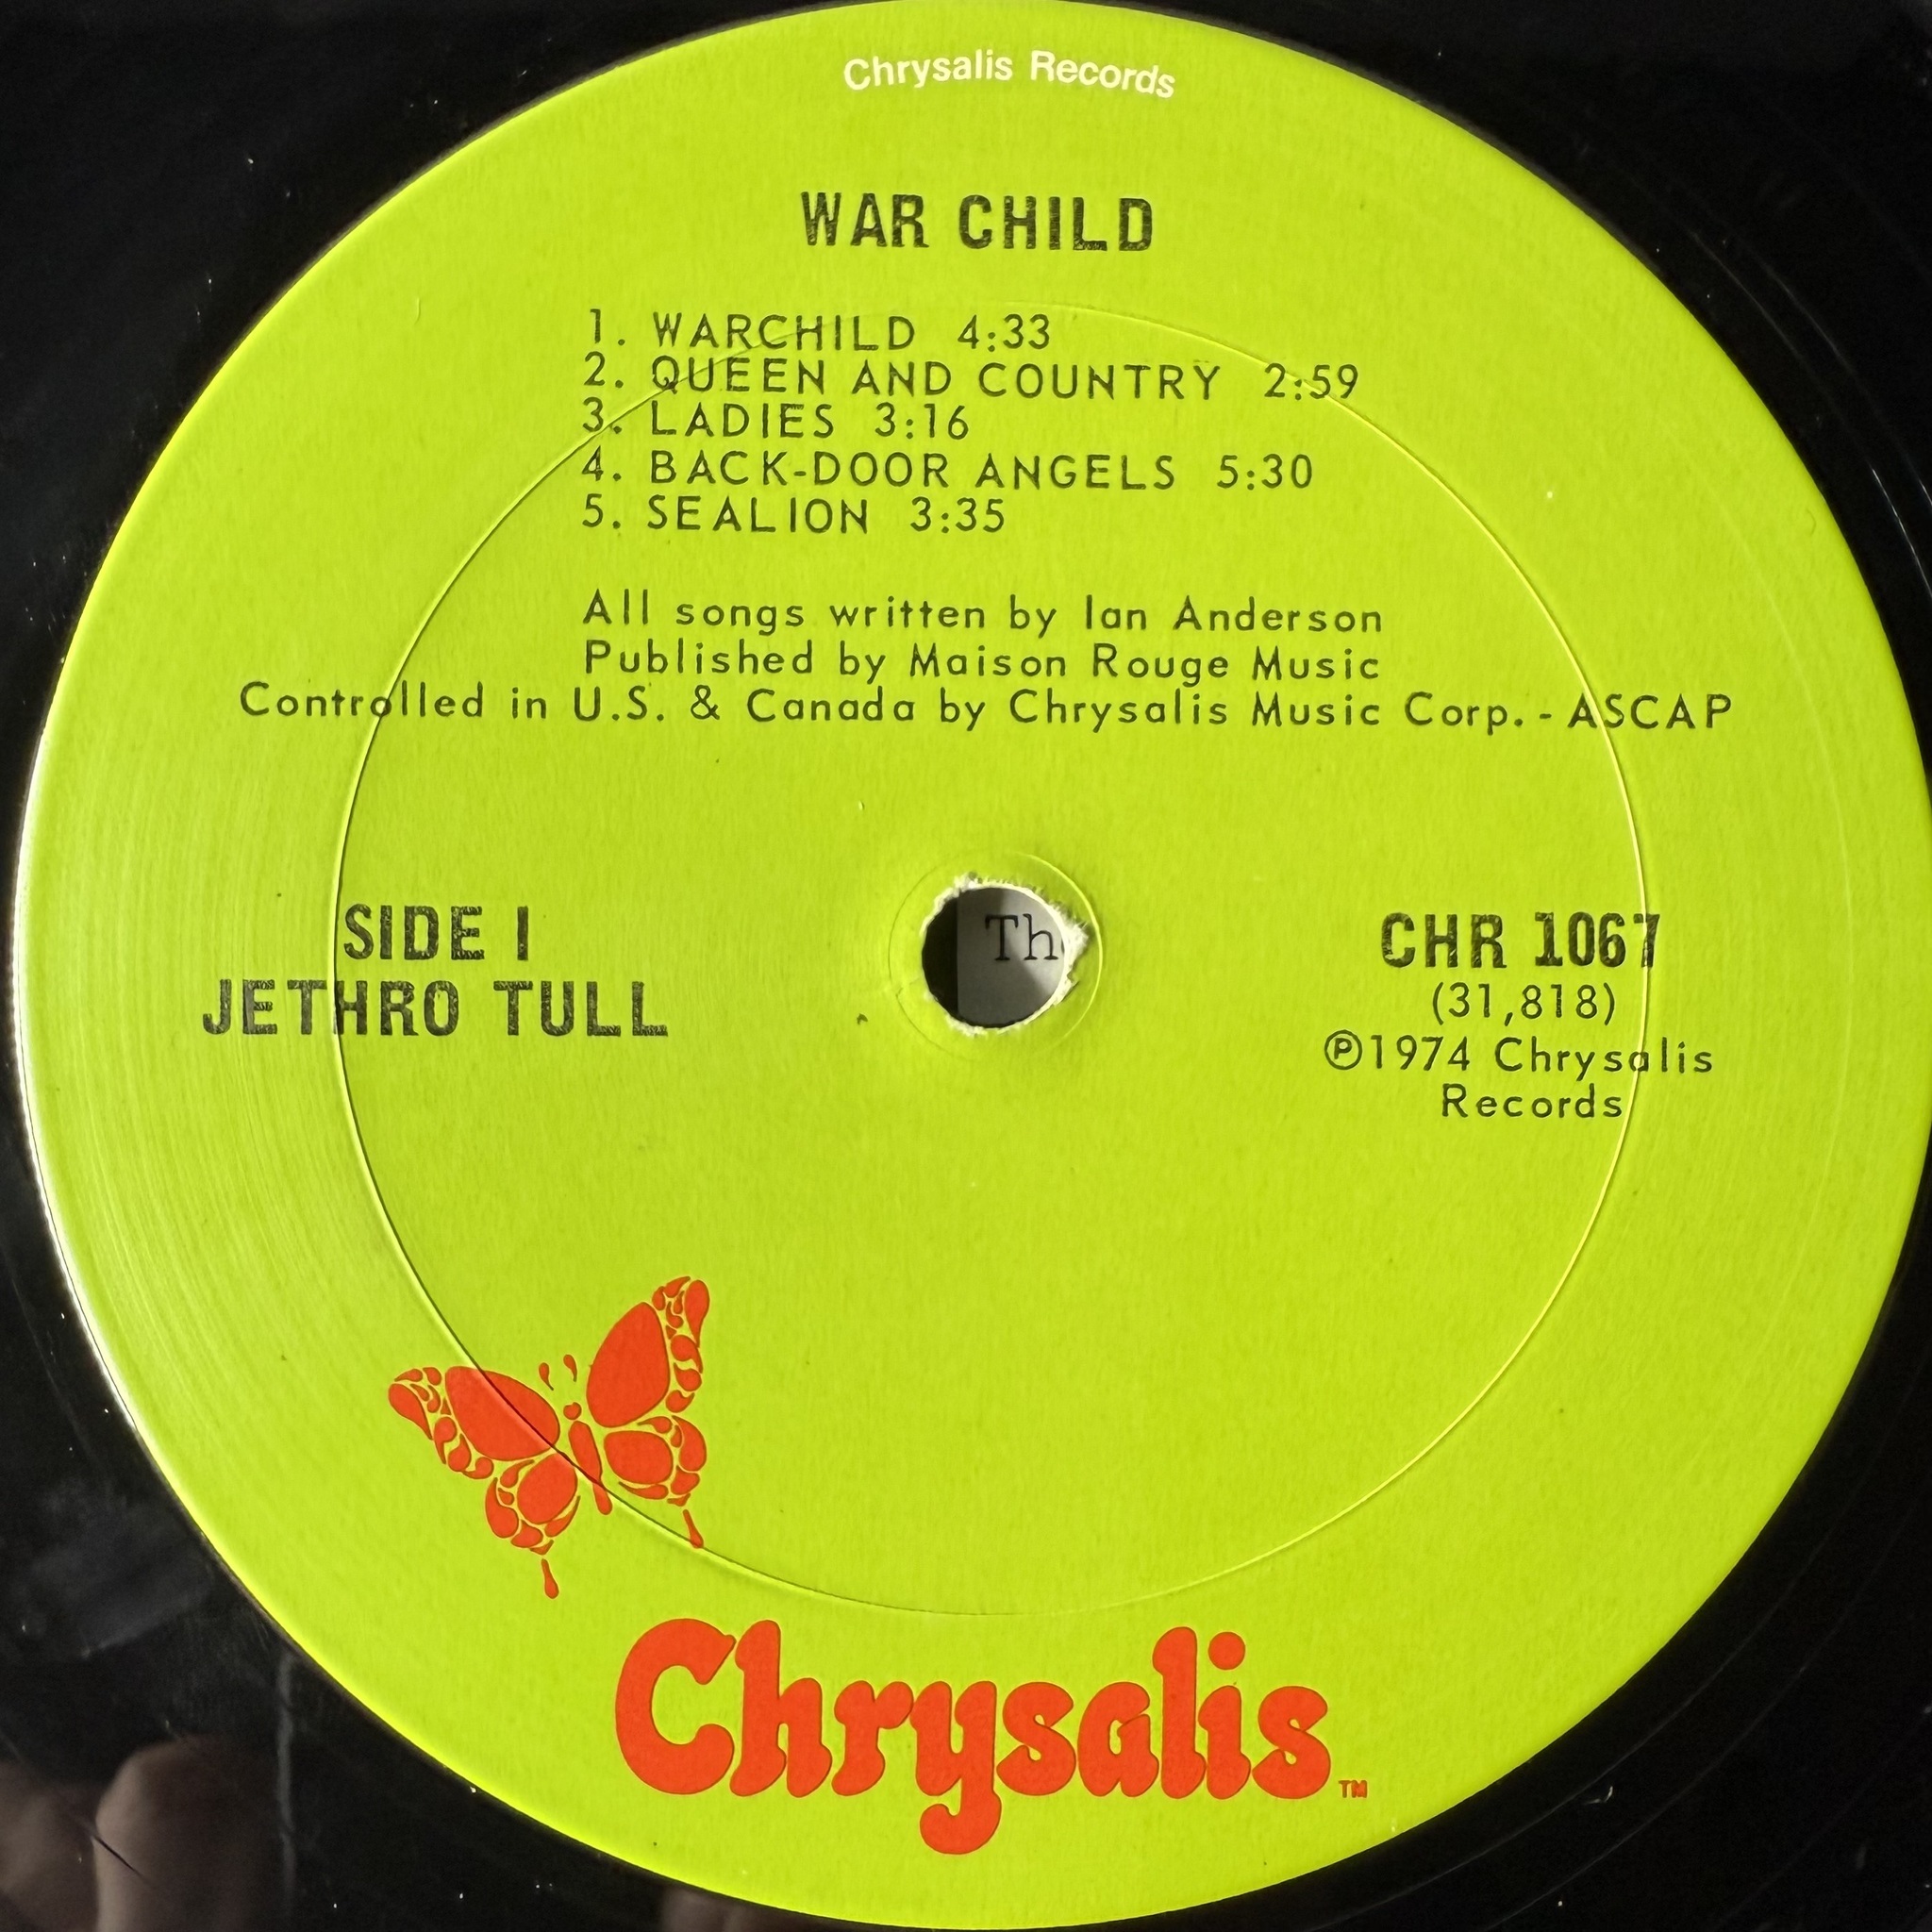 Chrysalis Records
WAR CHILD
1. WARCHILD 4:33
2. QUEEN AND COUNTRY 2:59
3. LADIES 3:16
4. BACK-DOOR ANGELS 5:30
5. SEALION 3:35
All songs written by Ian Anderson
Published by Maison Rouge Music
Controlled in U.S. & Canada by Chrysalis Music Corp. - ASCAP
SIDE 1
JETHRO TULL
CHR 1067
(31,818)
℗1974 Chrysalis
Records
Chrysalis TM